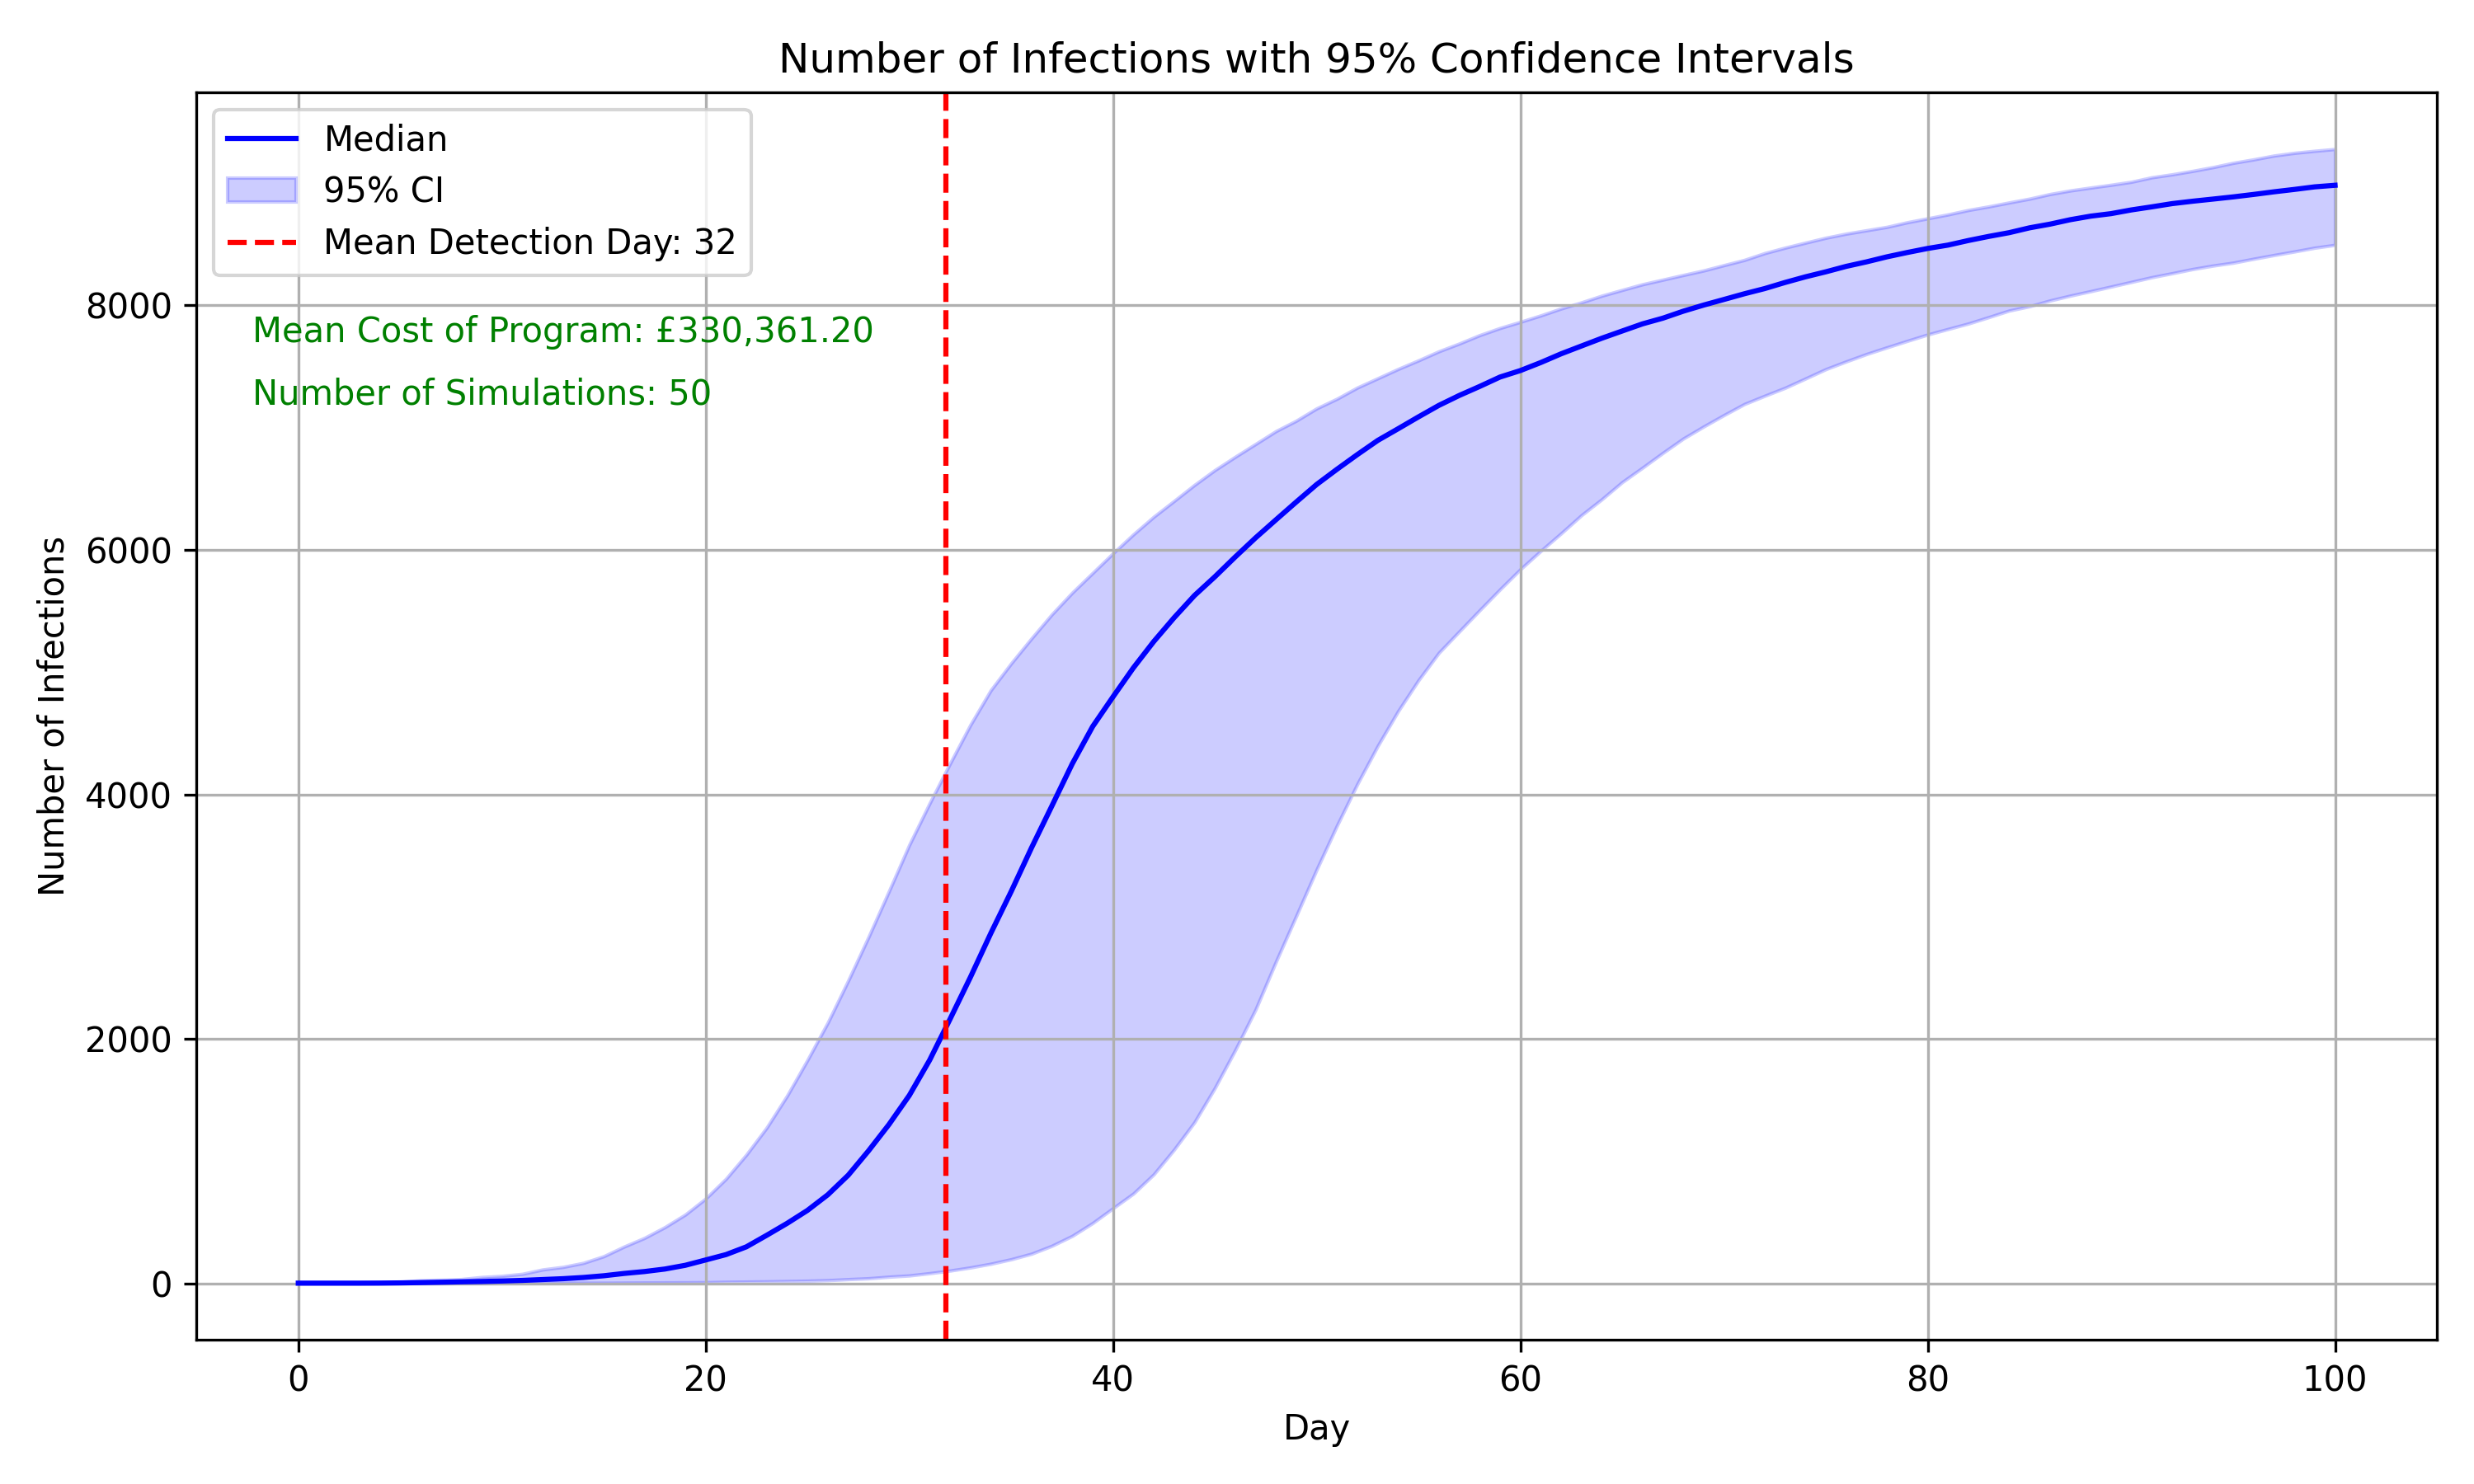 Number of Infections with 95% Confidence Intervals
Median
95% CI
Mean Detection Day: 32
Mean Cost of Program: £330,361.20
Number of Simulations: 50
Number of Infections
8000
6000
4000
2000
0
0
20
40
60
80
100
Day